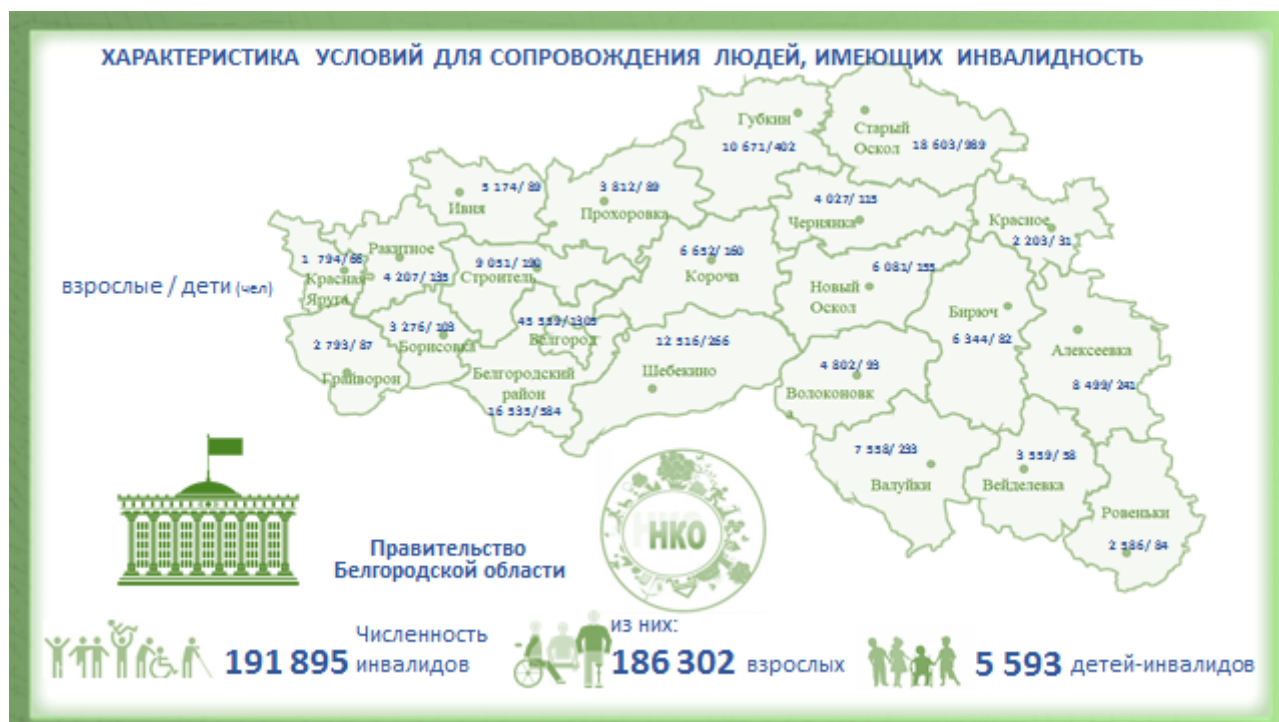 ХАРАКТЕРИСТИКА УСЛОВИЙ ДЛЯ СОПРОВОЖДЕНИЯ ЛЮДЕЙ, ИМЕЮЩИХ ИНВАЛИДНОСТЬ
Губкин
10 671/402
Старый
Оскол
18 603/989
5 174/ 89
Ивня
3 812/ 89
Прохоровка
4 027/ 115
Чернянка
Красное
2 203/ 31
Ракитное
4 207/ 135
1 794/66
Красная
Яруга
9 051/ 190
Строитель
6 652/ 160
Короча
6 081/ 155
Новый
Оскол
Бирюч
6 344/ 82
Алексеевка
8 499/ 241
взрослые / дети (чел)
3 276/ 103
Борисовка
2 793/ 87
Грайворон
45 559/1305
Белгород
Белгородский
район
16 535/584
12 516/266
Шебекино
4 802/ 93
Волоконовк
а
7 558/ 233
Валуйки
3 559/ 58
Вейделевка
Ровеньки
2 586/ 84
НКО
Правительство
Белгородской области
191 895 Численность
инвалидов
из них:
186 302 взрослых
5 593 детей-инвалидов